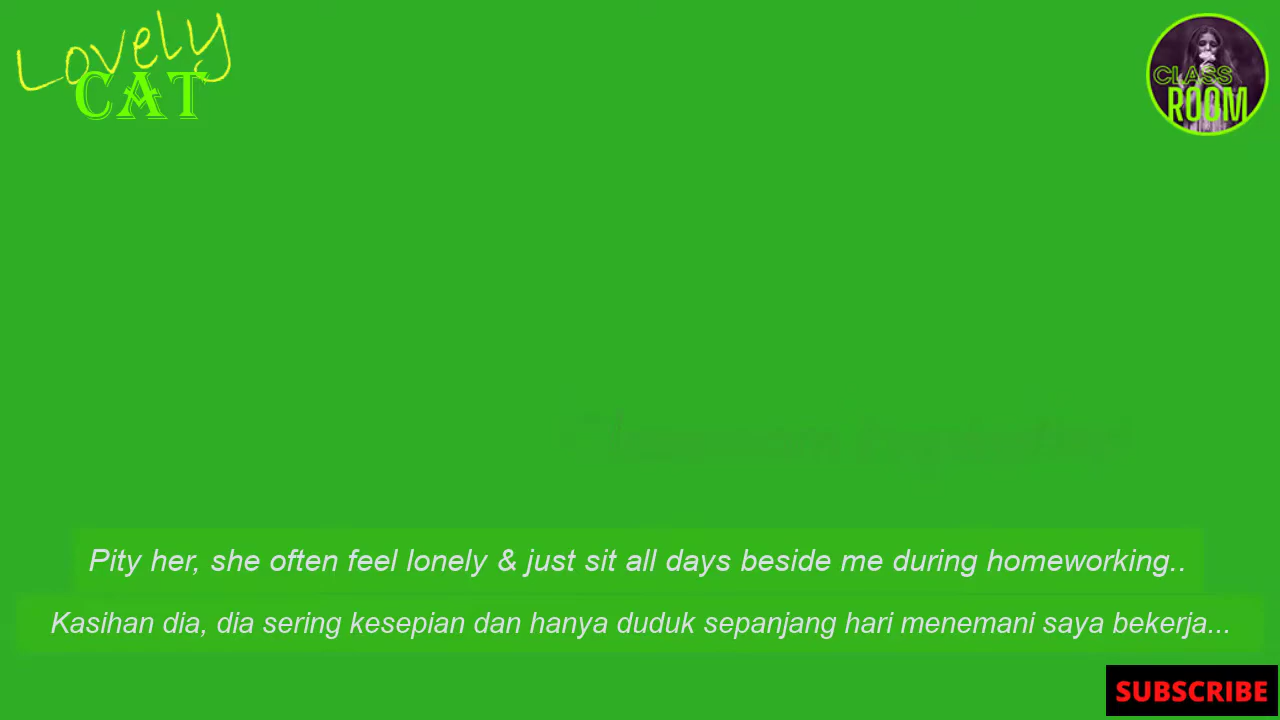 Lovely
CAT
CLASS
ROOM
Pity her, she often feel lonely & just sit all days beside me during homeworking..
Kasihan dia, dia sering kesepian dan hanya duduk sepanjang hari menemani saya bekerja...
SUBSCRIBE